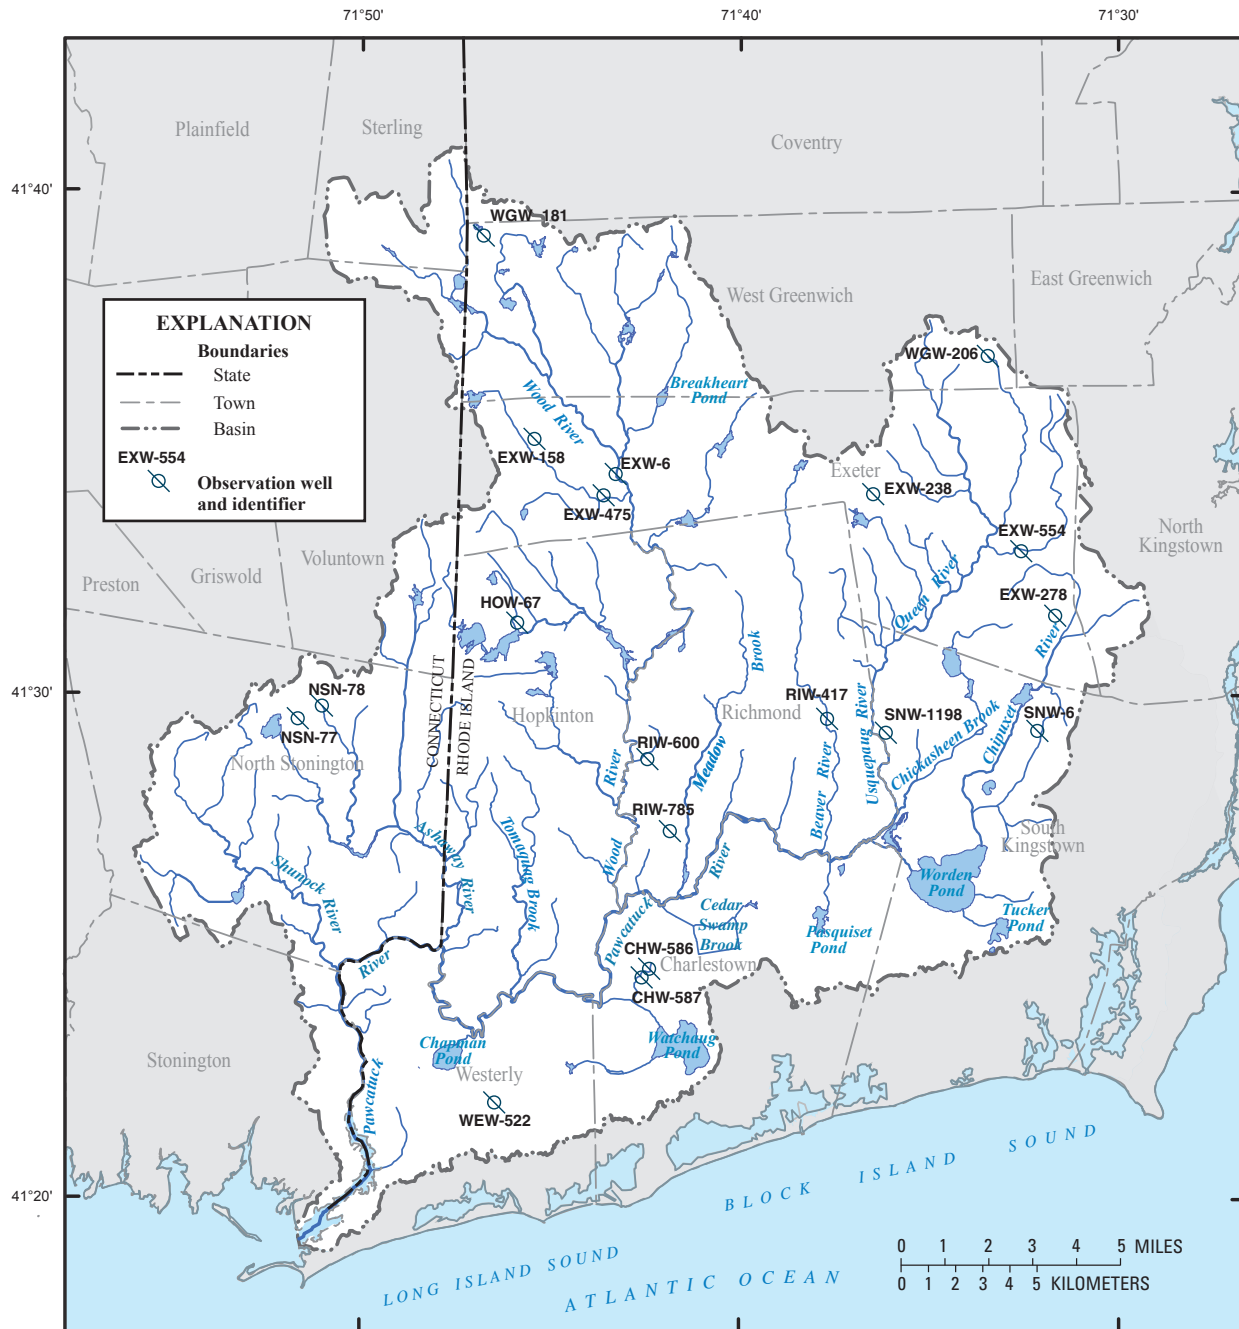 71°50'
71°40'
71°30'
Plainfield
Sterling
Coventry
41°40'
WGW 181
West Greenwich
East Greenwich
EXPLANATION
Boundaries
State
Town
Basin
EXW-554
Observation well
and identifier
WGW-206
Breakheart
Pond
Wood River
EXW-158
EXW-6
EXW-475
Exeter
EXW-238
EXW-554
North
Kingstown
Voluntown
Griswold
Preston
Queen River
EXW-278
River
HOW-67
Brook
CONNECTICUT
RHODE ISLAND
41°30'
NSN-78
NSN-77
North Stonington
Hopkinton
Richmond
RIW-417
SNW-1198
SNW-6
Chipuxet
Chickasheen Brook
Usquepaug River
Beaver River
RIW-600
River
Meadow
RIW-785
Ashaway River
Tomaquag Brook
Wood
River
South
Kingstown
Shunock River
Worden
Pond
Tucker
Pond
Cedar
Swamp
Brook
Pasquiset
Pond
Pawcatuck
River
CHW-586
Charlestown
CHW-587
Stonington
Chapman
Pond
Watchaug
Pond
Westerly
WEW-522
Pawcatuck
41°20'
BLOCK ISLAND SOUND
LONG ISLAND SOUND
ATLANTIC OCEAN
0 1 2 3 4 5 MILES
0 1 2 3 4 5 KILOMETERS